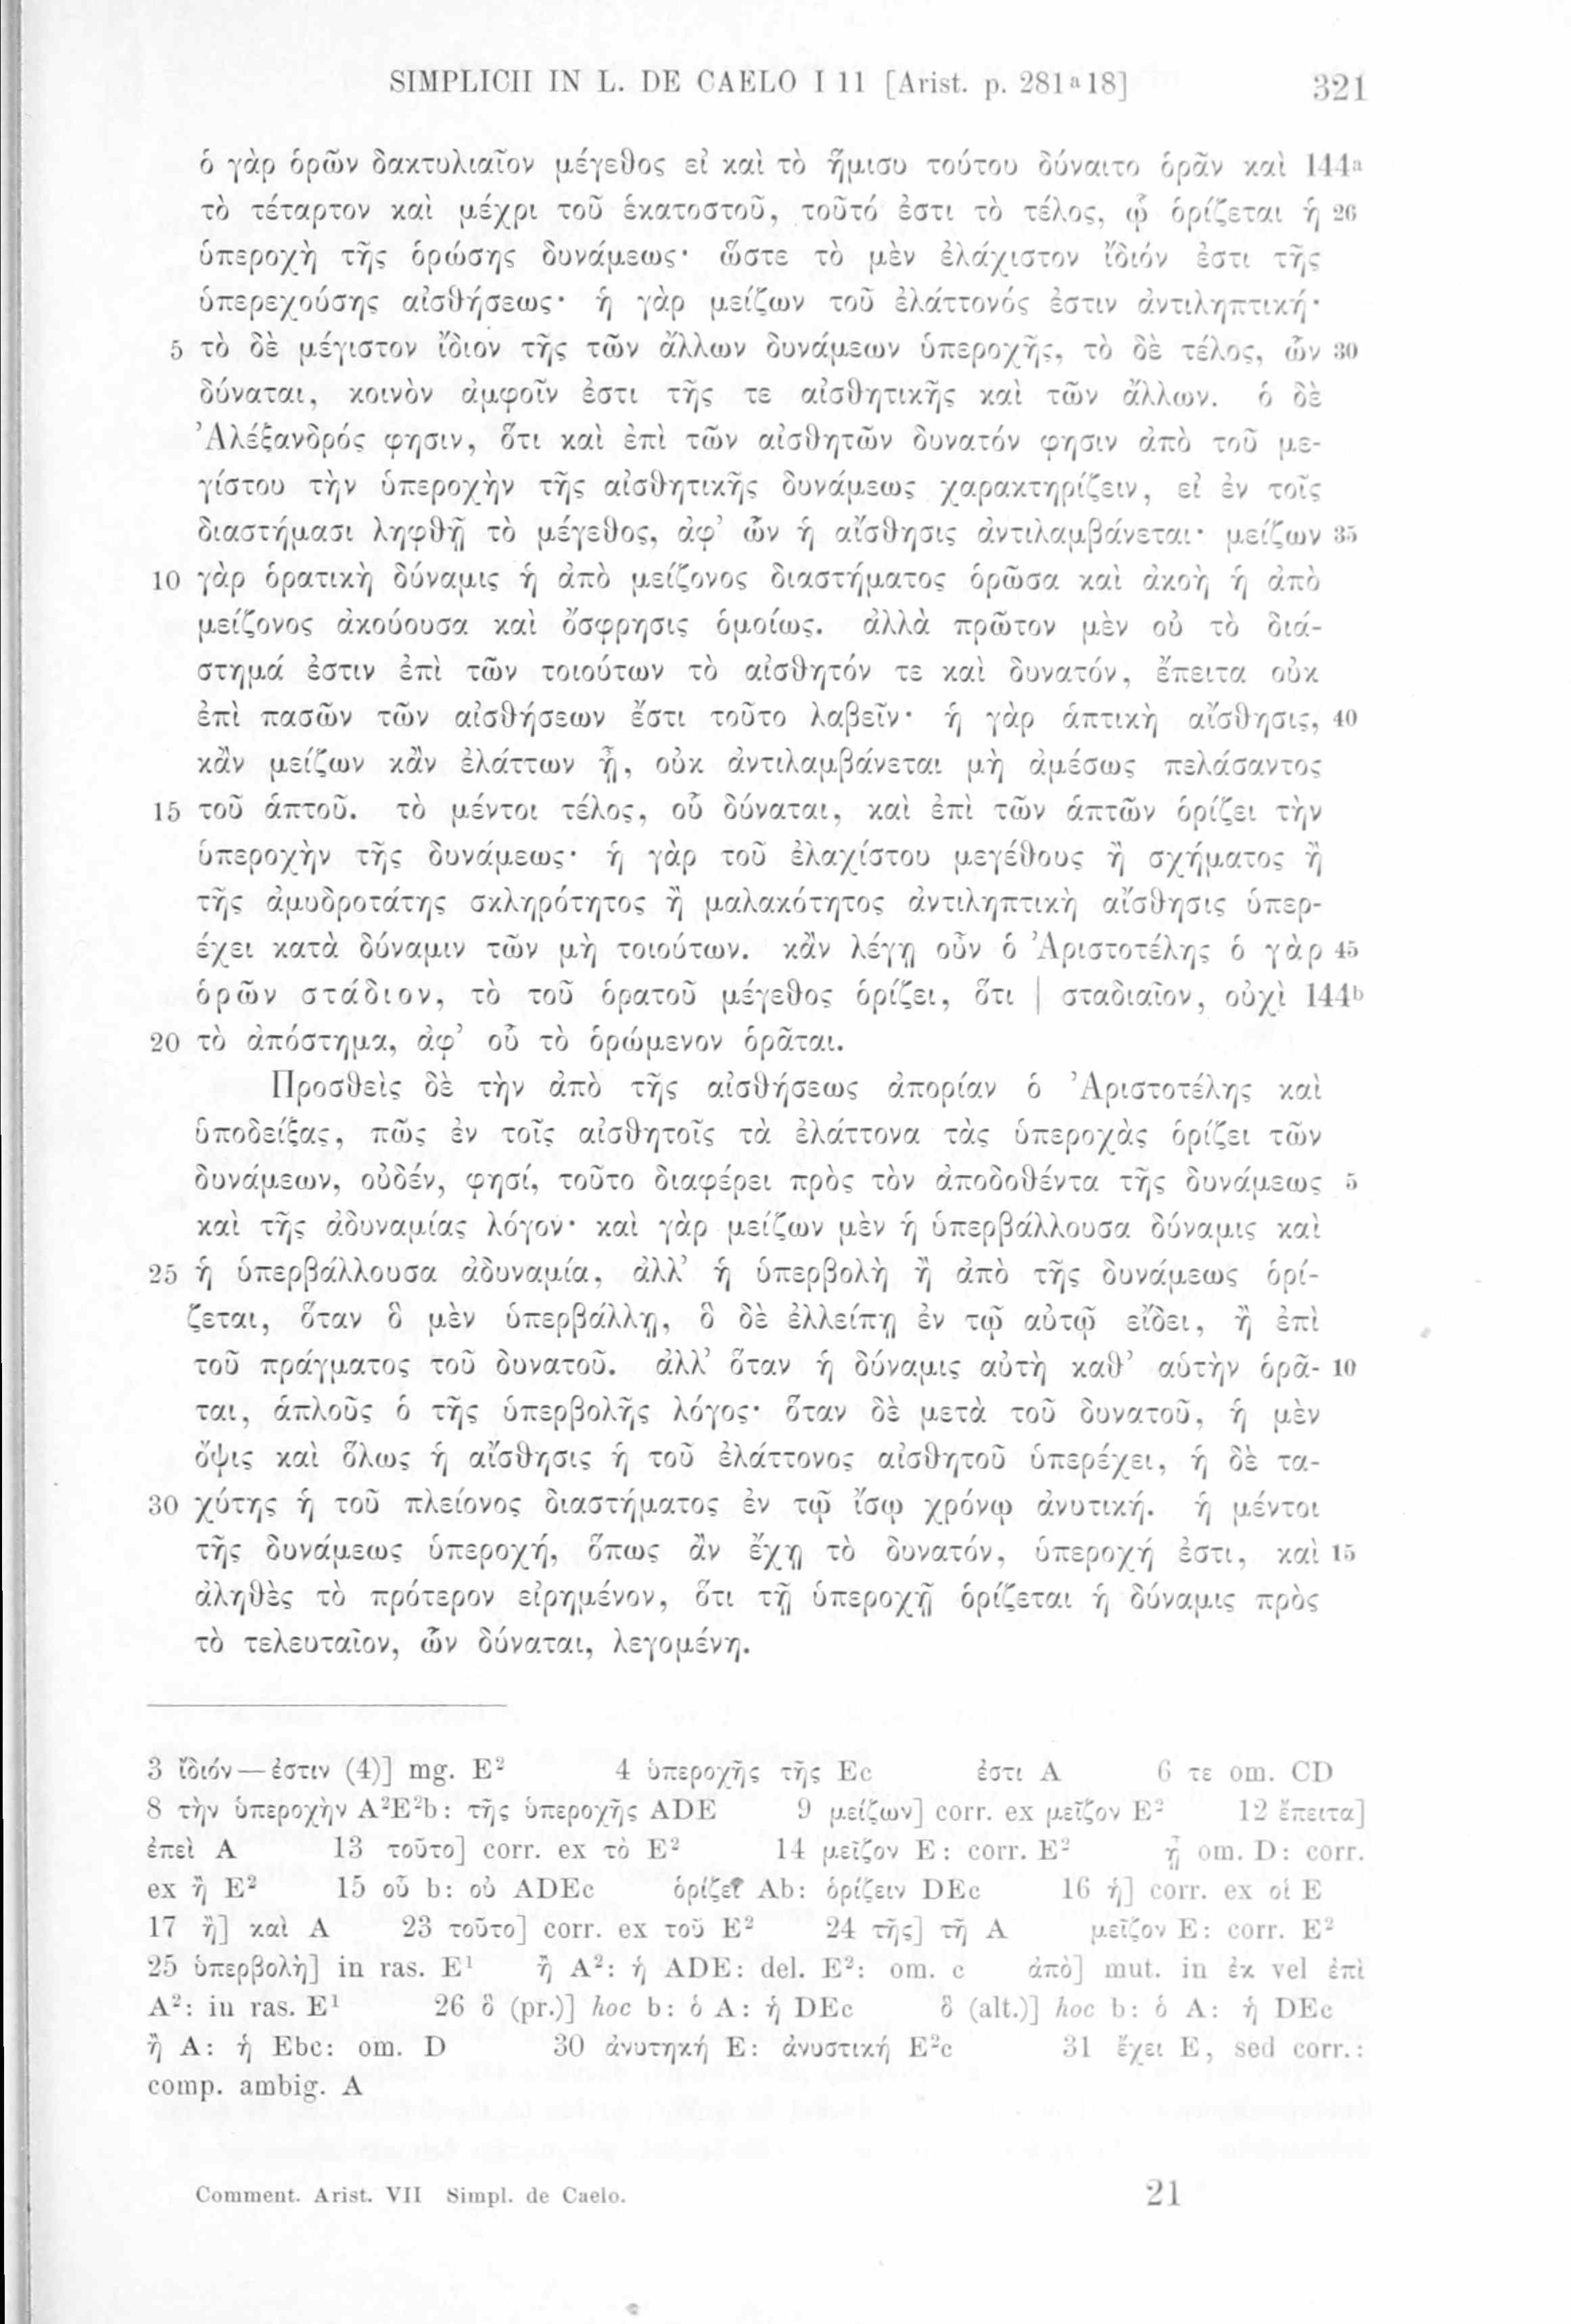 SIMPLICII IN L. DE CAELO I 11 [Arist. p. 281ᵃ18] 321
ὁ γὰρ ὁρῶν δακτυλιαῖον μέγεθος εἰ καὶ τὸ ἥμισυ τούτου δύναιτο ὁρᾶν καὶ 144ᵃ
τὸ τέταρτον καὶ μέχρι τοῦ ἑκατοστοῦ, τοῦτό ἐστι τὸ τέλος, ᾧ ὁρίζεται ἡ 26
ὑπεροχὴ τῆς ὁρώσης δυνάμεως· ὥστε τὸ μὲν ἐλάχιστον ἴδιόν ἐστι τῆς
ὑπερεχούσης αἰσθήσεως· ἡ γὰρ μείζων τοῦ ἐλάττονός ἐστιν ἀντιληπτική·
5 τὸ δὲ μέγιστον ἴδιον τῆς τῶν ἄλλων δυνάμεων ὑπεροχῆς, τὸ δὲ τέλος, ὧν 30
δύναται, κοινὸν ἀμφοῖν ἐστι τῆς τε αἰσθητικῆς καὶ τῶν ἄλλων. ὁ δὲ
Ἀλέξανδρός φησιν, ὅτι καὶ ἐπὶ τῶν αἰσθητῶν δυνατόν φησιν ἀπὸ τοῦ με-
γίστου τὴν ὑπεροχὴν τῆς αἰσθητικῆς δυνάμεως χαρακτηρίζειν, εἰ ἐν τοῖς
διαστήμασι ληφθῇ τὸ μέγεθος, ἀφ’ ὧν ἡ αἴσθησις ἀντιλαμβάνεται· μείζων 35
10 γὰρ ὁρατικὴ δύναμις ἡ ἀπὸ μείζονος διαστήματος ὁρῶσα καὶ ἀκοὴ ἡ ἀπὸ
μείζονος ἀκούουσα καὶ ὄσφρησις ὁμοίως. ἀλλὰ πρῶτον μὲν οὐ τὸ διά-
στημά ἐστιν ἐπὶ τῶν τοιούτων τὸ αἰσθητόν τε καὶ δυνατόν, ἔπειτα οὐκ
ἐπὶ πασῶν τῶν αἰσθήσεων ἔστι τοῦτο λαβεῖν· ἡ γὰρ ἁπτικὴ αἴσθησις, 40
κἂν μείζων κἂν ἐλάττων ᾖ, οὐκ ἀντιλαμβάνεται μὴ ἀμέσως πελάσαντος
15 τοῦ ἁπτοῦ. τὸ μέντοι τέλος, οὗ δύναται, καὶ ἐπὶ τῶν ἁπτῶν ὁρίζει τὴν
ὑπεροχὴν τῆς δυνάμεως· ἡ γὰρ τοῦ ἐλαχίστου μεγέθους ἢ σχήματος ἢ
τῆς ἀμυδροτάτης σκληρότητος ἢ μαλακότητος ἀντιληπτικὴ αἴσθησις ὑπερ-
έχει κατὰ δύναμιν τῶν μὴ τοιούτων. κἂν λέγῃ οὖν ὁ Ἀριστοτέλης ὁ γὰρ 45
ὁρῶν στάδιον, τὸ τοῦ ὁρατοῦ μέγεθος ὁρίζει, ὅτι | σταδιαῖον, οὐχὶ 144ᵇ
20 τὸ ἀπόστημα, ἀφ’ οὗ τὸ ὁρώμενον ὁρᾶται.
Προσθεὶς δὲ τὴν ἀπὸ τῆς αἰσθήσεως ἀπορίαν ὁ Ἀριστοτέλης καὶ
ὑποδείξας, πῶς ἐν τοῖς αἰσθητοῖς τὰ ἐλάττονα τὰς ὑπεροχὰς ὁρίζει τῶν
δυνάμεων, οὐδέν, φησί, τοῦτο διαφέρει πρὸς τὸν ἀποδοθέντα τῆς δυνάμεως 5
καὶ τῆς ἀδυναμίας λόγον· καὶ γὰρ μείζων μὲν ἡ ὑπερβάλλουσα δύναμις καὶ
25 ἡ ὑπερβάλλουσα ἀδυναμία, ἀλλ’ ἡ ὑπερβολὴ ἢ ἀπὸ τῆς δυνάμεως ὁρί-
ζεται, ὅταν ὃ μὲν ὑπερβάλλῃ, ὃ δὲ ἐλλείπῃ ἐν τῷ αὐτῷ εἴδει, ἢ ἐπὶ
τοῦ πράγματος τοῦ δυνατοῦ. ἀλλ’ ὅταν ἡ δύναμις αὐτὴ καθ’ αὑτὴν ὁρᾶ- 10
ται, ἁπλοῦς ὁ τῆς ὑπερβολῆς λόγος· ὅταν δὲ μετὰ τοῦ δυνατοῦ, ἡ μὲν
ὄψις καὶ ὅλως ἡ αἴσθησις ἡ τοῦ ἐλάττονος αἰσθητοῦ ὑπερέχει, ἡ δὲ τα-
30 χύτης ἡ τοῦ πλείονος διαστήματος ἐν τῷ ἴσῳ χρόνῳ ἀνυτική. ἡ μέντοι
τῆς δυνάμεως ὑπεροχή, ὅπως ἂν ἔχῃ τὸ δυνατόν, ὑπεροχή ἐστι, καὶ 15
ἀληθὲς τὸ πρότερον εἰρημένον, ὅτι τῇ ὑπεροχῇ ὁρίζεται ἡ δύναμις πρὸς
τὸ τελευταῖον, ὧν δύναται, λεγομένη.
3 ἴδιόν—ἐστιν (4)] mg. E² 4 ὑπεροχῆς τῆς Ec ἐστι A 6 τε om. CD
8 τὴν ὑπεροχὴν A²E²b: τῆς ὑπεροχῆς ADE 9 μείζων] corr. ex μεῖζον E² 12 ἔπειτα]
ἐπεὶ A 13 τοῦτο] corr. ex τὸ E² 14 μεῖζον E: corr. E² ᾖ om. D: corr.
ex ἢ E² 15 οὗ b: οὐ ADEc ὁρίζει Ab: ὁρίζειν DEc 16 ἡ] corr. ex οἱ E
17 ἢ] καὶ A 23 τοῦτο] corr. ex τοῦ E² 24 τῆς] τῇ A μεῖζον E: corr. E²
25 ὑπερβολὴ] in ras. E¹ ἢ A²: ἡ ADE: del. E²: om. c ἀπὸ] mut. in ἐκ vel ἐπὶ
A²: in ras. E¹ 26 ὃ (pr.)] hoc b: ὁ A: ἡ DEc ὃ (alt.)] hoc b: ὁ A: ἡ DEc
ἢ A: ἡ Ebc: om. D 30 ἀνυτηκή E: ἀνυστική E²c 31 ἔχει E, sed corr.:
comp. ambig. A
Comment. Arist. VII Simpl. de Caelo. 21